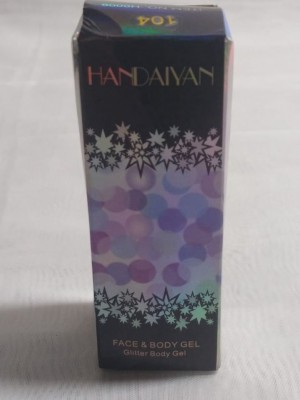 104
HANDAIYAN
FACE & BODY GEL
Glitter Body Gel